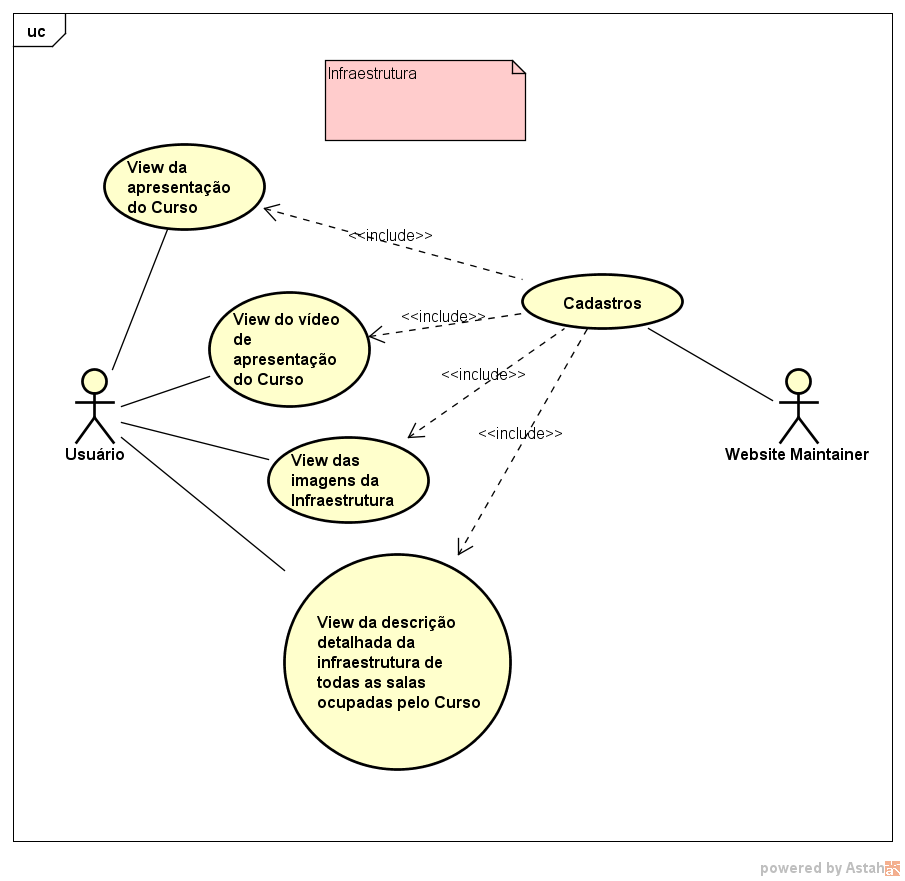 uc
Infraestrutura
View da
apresentação
do Curso
<<include>>
Cadastros
<<include>>
View do vídeo
de
apresentação
do Curso
<<include>>
<<include>>
Usuário
Website Maintainer
View das
imagens da
Infraestrutura
View da descrição
detalhada da
infraestrutura de
todas as salas
ocupadas pelo Curso
powered by Astah